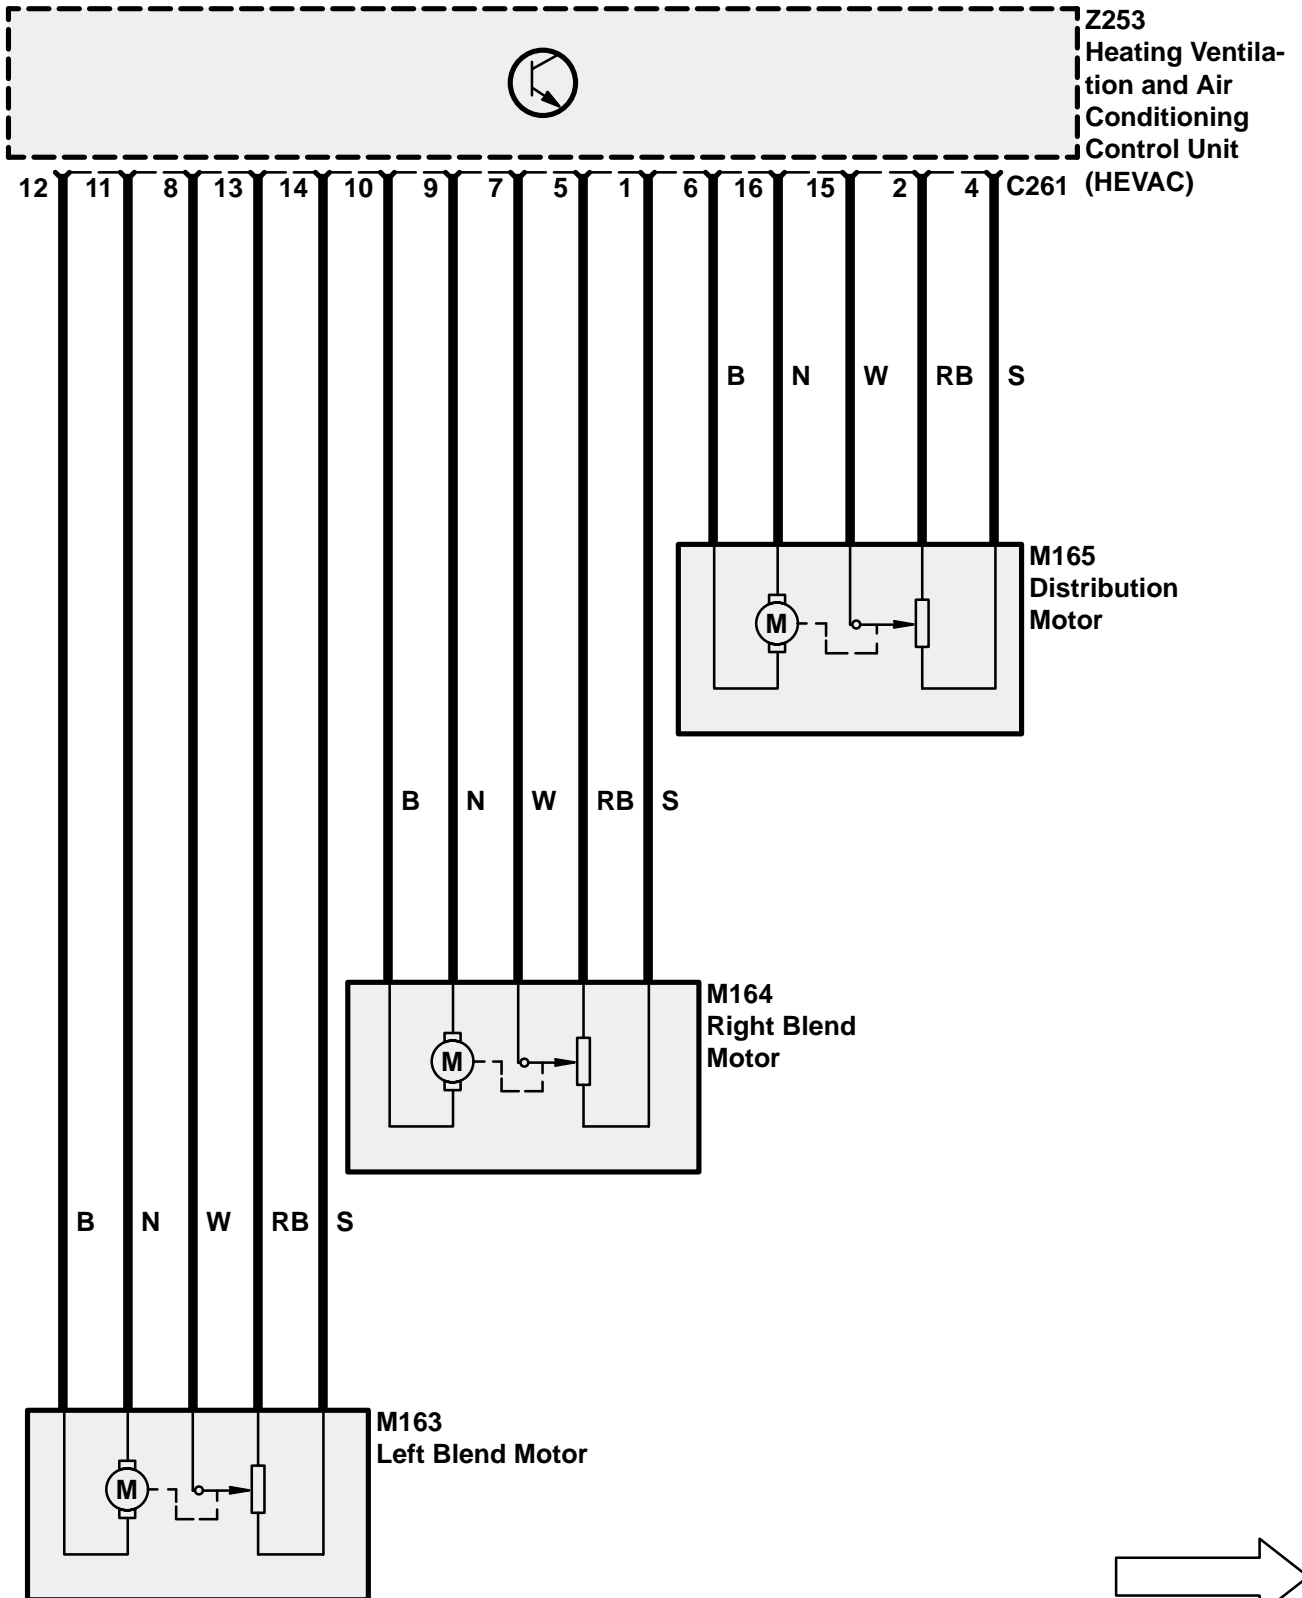 Z253
Heating Ventila-
tion and Air
Conditioning
Control Unit
(HEVAC)
12 11 8 13 14 10 9 7 5 1 6 16 15 2 4 C261
B N W RB S
M165
Distribution
Motor
M
B N W RB S
M164
Right Blend
Motor
M
B N W RB S
M163
Left Blend Motor
M